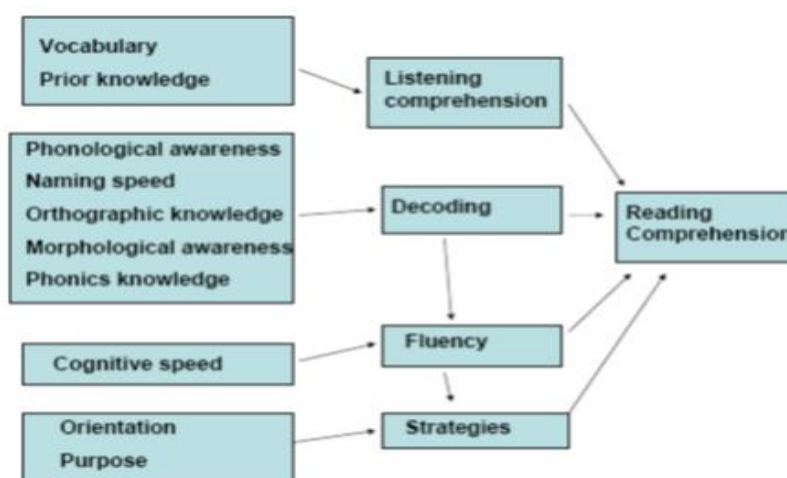 Vocabulary
Prior knowledge
Listening
comprehension
Phonological awareness
Naming speed
Orthographic knowledge
Morphological awareness
Phonics knowledge
Decoding
Reading
Comprehension
Cognitive speed
Fluency
Orientation
Purpose
Strategies